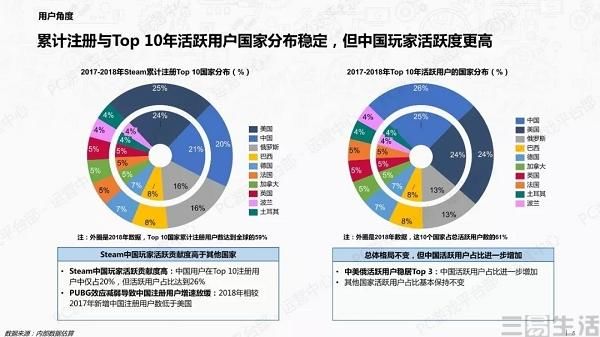 用户角度
累计注册与Top 10年活跃用户国家分布稳定，但中国玩家活跃度更高
2017-2018年Steam累计注册Top 10国家分布（%）
25%
20%
16%
8%
7%
5%
5%
5%
4%
4%
24%
21%
16%
8%
7%
5%
5%
5%
4%
4%
美国
中国
俄罗斯
巴西
德国
法国
加拿大
英国
波兰
土耳其
注：外圈是2018年数据，Top 10国家累计注册用户数达到全球的59%
2017-2018年Top 10年活跃用户的国家分布（%）
26%
24%
13%
8%
7%
5%
5%
5%
4%
4%
25%
24%
13%
8%
7%
5%
5%
5%
4%
4%
中国
美国
俄罗斯
巴西
德国
加拿大
英国
法国
土耳其
波兰
注：外圈是2018年数据，这10个国家占总活跃用户数的61%
Steam中国玩家活跃贡献度高于其他国家
• Steam中国玩家活跃贡献度高：中国用户在Top 10注册用
户中仅占20%，但活跃用户占比达到26%
• PUBG效应减弱导致中国注册用户增速放缓：2018年相较
2017年新增中国注册用户数低于美国
总体格局不变，但中国活跃用户占比进一步增加
• 中美俄活跃用户稳居Top 3：中国活跃用户占比进一步增加
• 其他国家活跃用户占比基本保持不变
数据来源：内部数据估算
三易生活